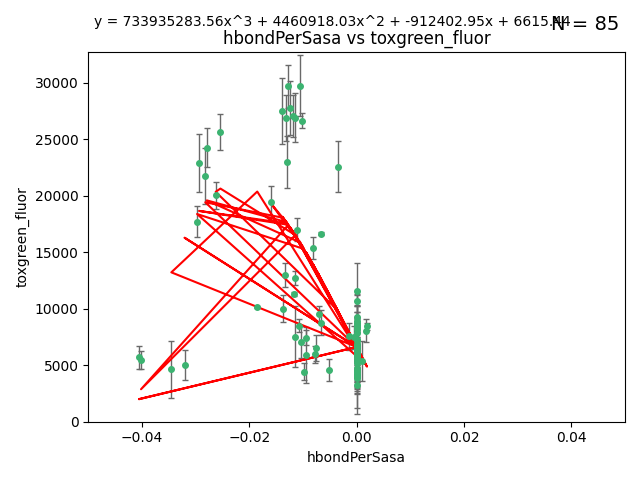 y = 733935283.56x^3 + 4460918.03x^2 + -912402.95x + 6615.
N = 85
hbondPerSasa vs toxgreen_fluor
toxgreen_fluor
30000
25000
20000
15000
10000
5000
0
−0.04
−0.02
0.00
0.02
0.04
hbondPerSasa